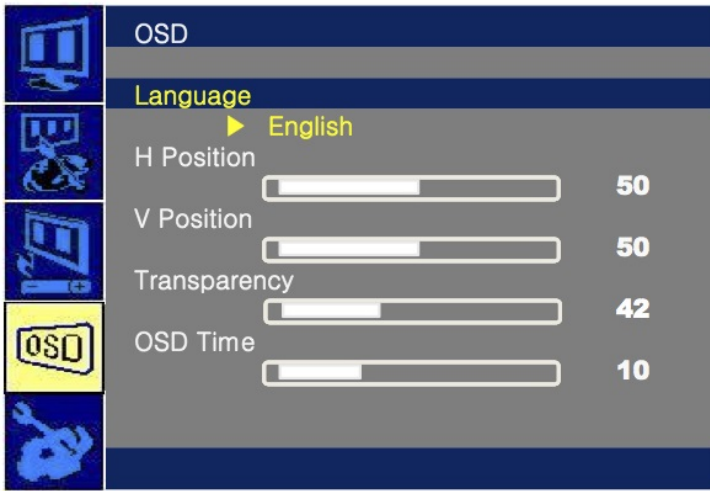 OSD
Language
English
H Position
50
V Position
50
Transparency
42
OSD
OSD Time
10